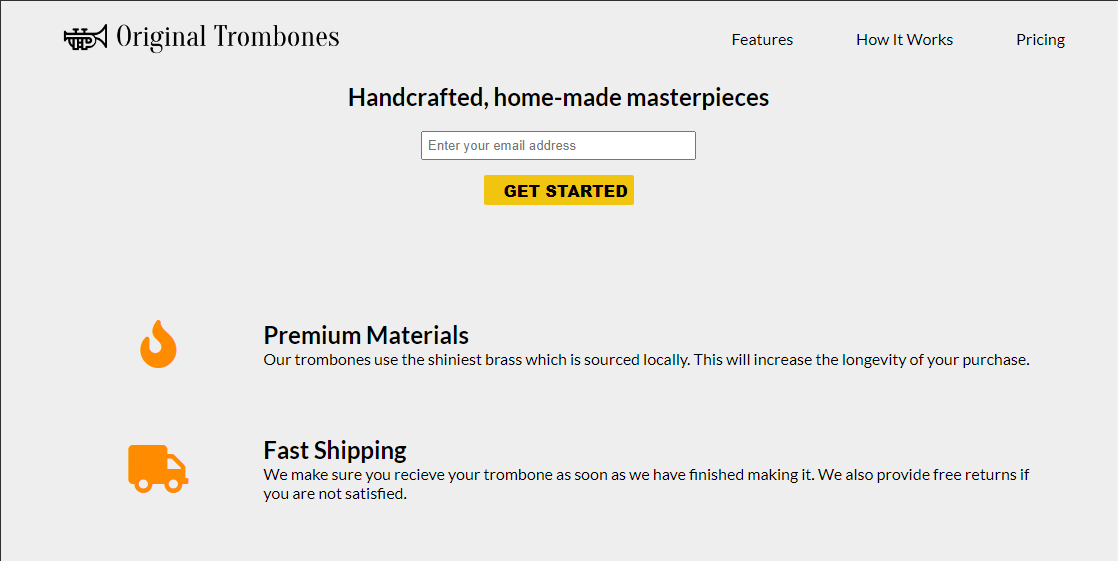 Original Trombones
Features
How It Works
Pricing
Handcrafted, home-made masterpieces
Enter your email address
GET STARTED
Premium Materials
Our trombones use the shiniest brass which is sourced locally. This will increase the longevity of your purchase.
Fast Shipping
We make sure you recieve your trombone as soon as we have finished making it. We also provide free returns if
you are not satisfied.